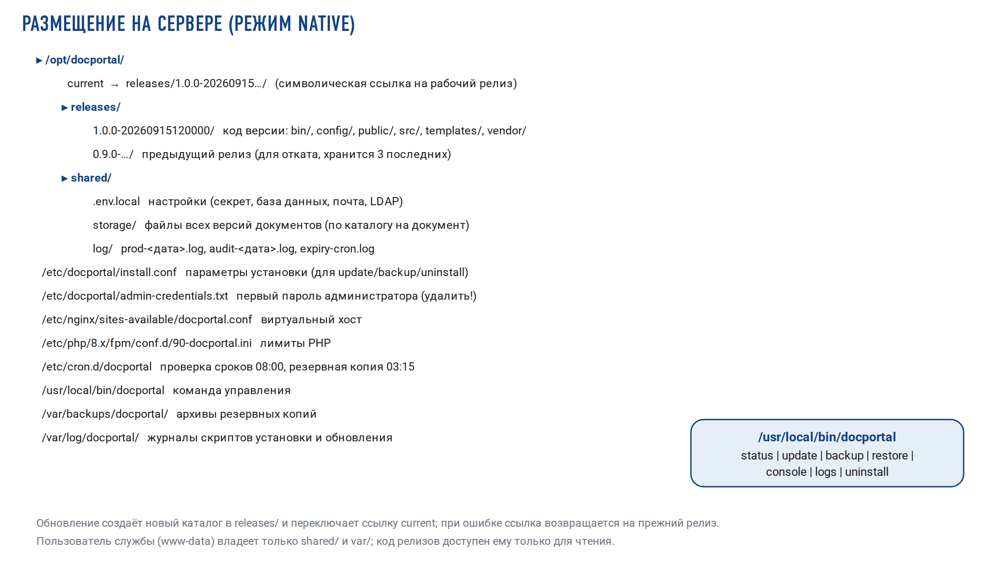 РАЗМЕЩЕНИЕ НА СЕРВЕРЕ (РЕЖИМ NATIVE)
▸ /opt/docportal/
current → releases/1.0.0-20260915…/ (символическая ссылка на рабочий релиз)
▸ releases/
1.0.0-20260915120000/ код версии: bin/, config/, public/, src/, templates/, vendor/
0.9.0-…/ предыдущий релиз (для отката, хранится 3 последних)
▸ shared/
.env.local настройки (секрет, база данных, почта, LDAP)
storage/ файлы всех версий документов (по каталогу на документ)
log/ prod-<дата>.log, audit-<дата>.log, expiry-cron.log
/etc/docportal/install.conf параметры установки (для update/backup/uninstall)
/etc/docportal/admin-credentials.txt первый пароль администратора (удалить!)
/etc/nginx/sites-available/docportal.conf виртуальный хост
/etc/php/8.x/fpm/conf.d/90-docportal.ini лимиты PHP
/etc/cron.d/docportal проверка сроков 08:00, резервная копия 03:15
/usr/local/bin/docportal команда управления
/var/backups/docportal/ архивы резервных копий
/var/log/docportal/ журналы скриптов установки и обновления
/usr/local/bin/docportal
status | update | backup | restore |
console | logs | uninstall
Обновление создаёт новый каталог в releases/ и переключает ссылку current; при ошибке ссылка возвращается на прежний релиз.
Пользователь службы (www-data) владеет только shared/ и var/; код релизов доступен ему только для чтения.